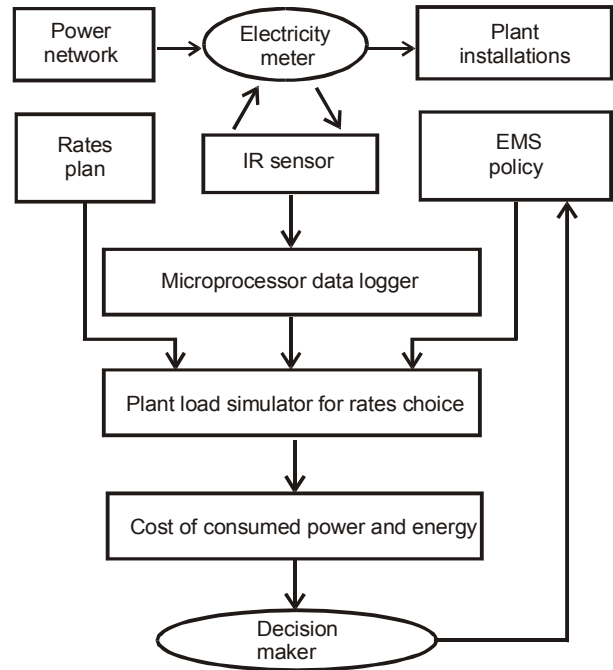 Power
network
Electricity
meter
Plant
installations
Rates
plan
IR sensor
EMS
policy
Microprocessor data logger
Plant load simulator for rates choice
Cost of consumed power and energy
Decision
maker